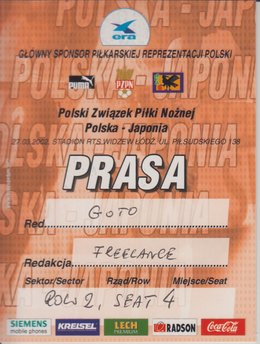 era
GŁÓWNY SPONSOR PIŁKARSKIEJ REPREZENTACJI POLSKI
PUMA PZPN
Polski Związek Piłki Nożnej
Polska - Japonia
27.03.2002, STADION RTS WIDZEW ŁÓDŹ, UL. PIŁSUDSKIEGO 138
PRASA
Red. GOTO
Redakcja FREELANCE
Sektor/Sector Rząd/Row Miejsce/Seat
ROW 2, SEAT 4
SIEMENS mobile phones KREISEL LECH PREMIUM RADSON Coca-Cola